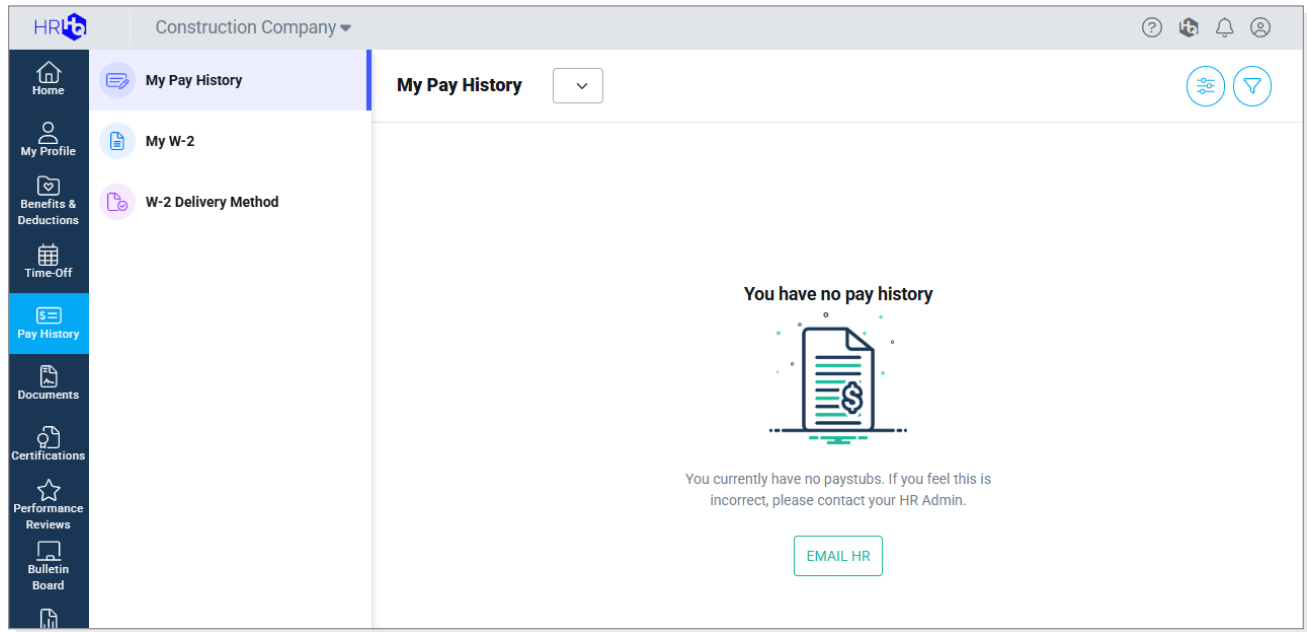 HRHQ
Construction Company
Home
My Profile
Benefits &
Deductions
Time-Off
Pay History
Documents
Certifications
Performance
Reviews
Bulletin
Board
My Pay History
My W-2
W-2 Delivery Method
My Pay History
You have no pay history
$
You currently have no paystubs. If you feel this is
incorrect, please contact your HR Admin.
EMAIL HR